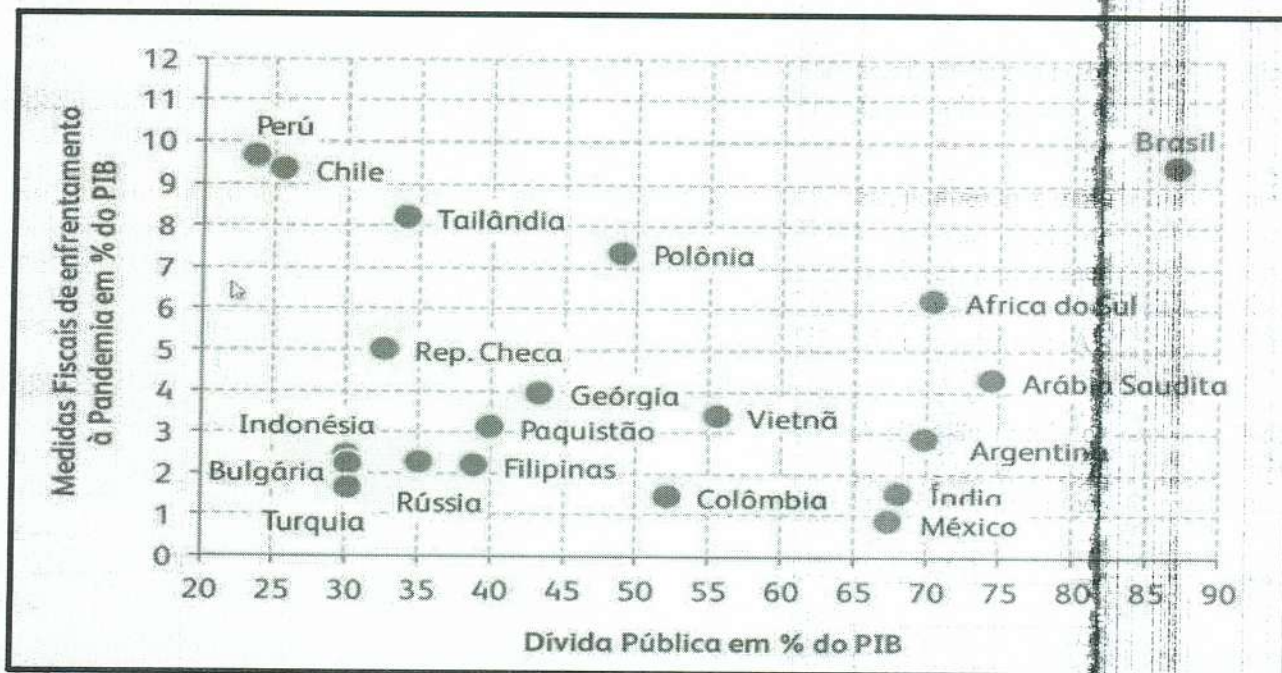 Medidas Fiscais de enfrentamento
à Pandemia em % do PIB
12
11
10
9
8
7
6
5
4
3
2
1
0
Perú
Chile
Brasil
Tailândia
Polônia
Africa do Sul
Rep. Checa
Geórgia
Arábia Saudita
Indonésia
Paquistão
Vietnã
Argentina
Bulgária
Filipinas
Turquia
Rússia
Colômbia
Índia
México
20 25 30 35 40 45 50 55 60 65 70 75 80 85 90
Dívida Pública em % do PIB